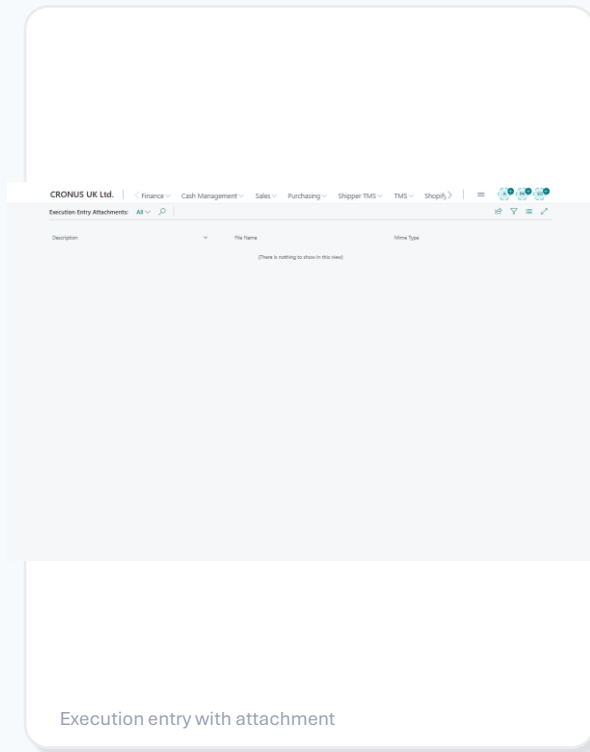 CRONUS UK Ltd. Finance Cash Management Sales Purchasing Shipper TMS TMS Shopify
Execution Entry Attachments: All
Description File Name Mime Type
(There is nothing to show in this view)
Execution entry with attachment